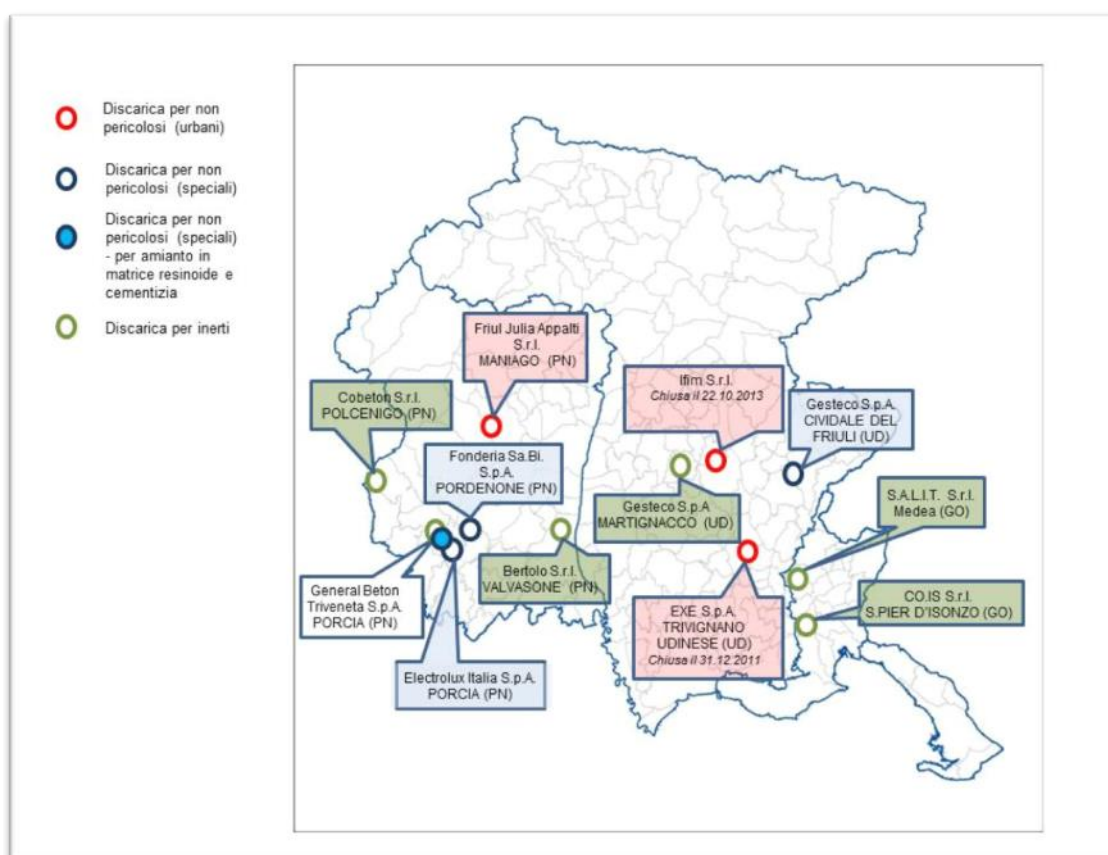 Discarica per non
pericolosi (urbani)
Discarica per non
pericolosi (speciali)
Discarica per non
pericolosi (speciali)
- per amianto in
matrice resinoide e
cementizia
Discarica per inerti
Friul Julia Appalti
S.r.l.
MANIAGO (PN)
Ifim S.r.l.
Chiusa il 22.10.2013
Cobeton S.r.l.
POLCENIGO (PN)
Gesteco S.p.A.
CIVIDALE DEL
FRIULI (UD)
Fonderia Sa.Bi.
S.p.A.
PORDENONE (PN)
S.A.L.I.T. S.r.l.
Medea (GO)
Gesteco S.p.A
MARTIGNACCO (UD)
Bertolo S.r.l.
VALVASONE (PN)
General Beton
Triveneta S.p.A.
PORCIA (PN)
CO.IS S.r.l.
S.PIER D'ISONZO (GO)
EXE S.p.A.
TRIVIGNANO
UDINESE (UD)
Chiusa il 31.12.2011
Electrolux Italia S.p.A.
PORCIA (PN)